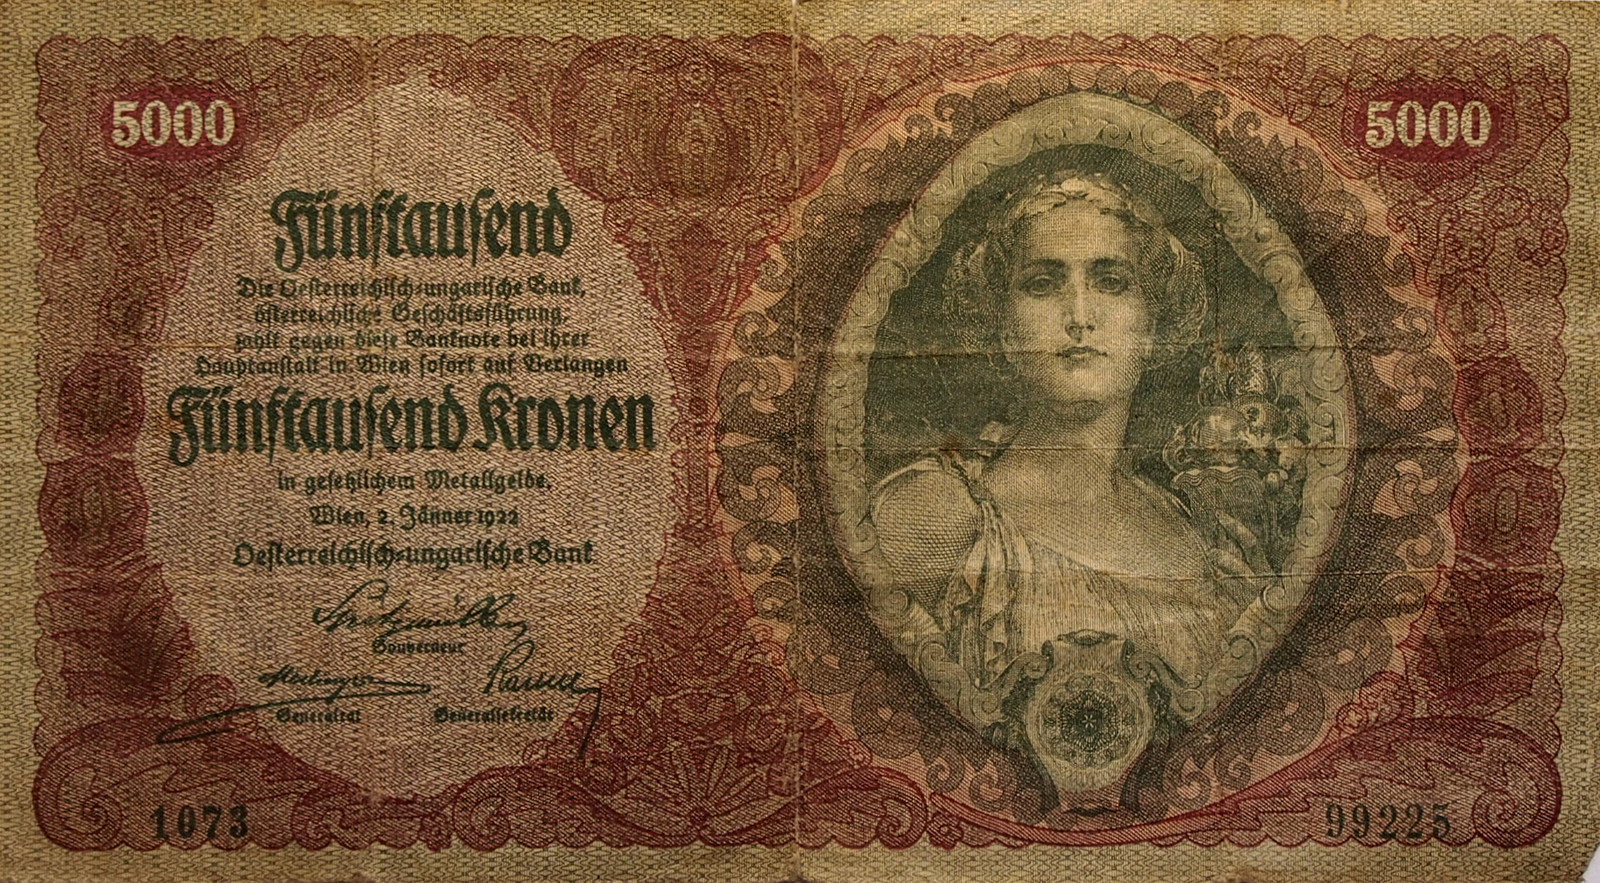 5000
5000
Fünftausend
Die Oesterreichisch-ungarische Bank,
österreichische Geschäftsführung,
zahlt gegen diese Banknote bei ihrer
Hauptanstalt in Wien sofort auf Verlangen
Fünftausend Kronen
in gesetzlichem Metallgelde.
Wien, 2. Jänner 1922
Oesterreichisch-ungarische Bank
Gouverneur
Generalrat Generalsekretär
1073
99225